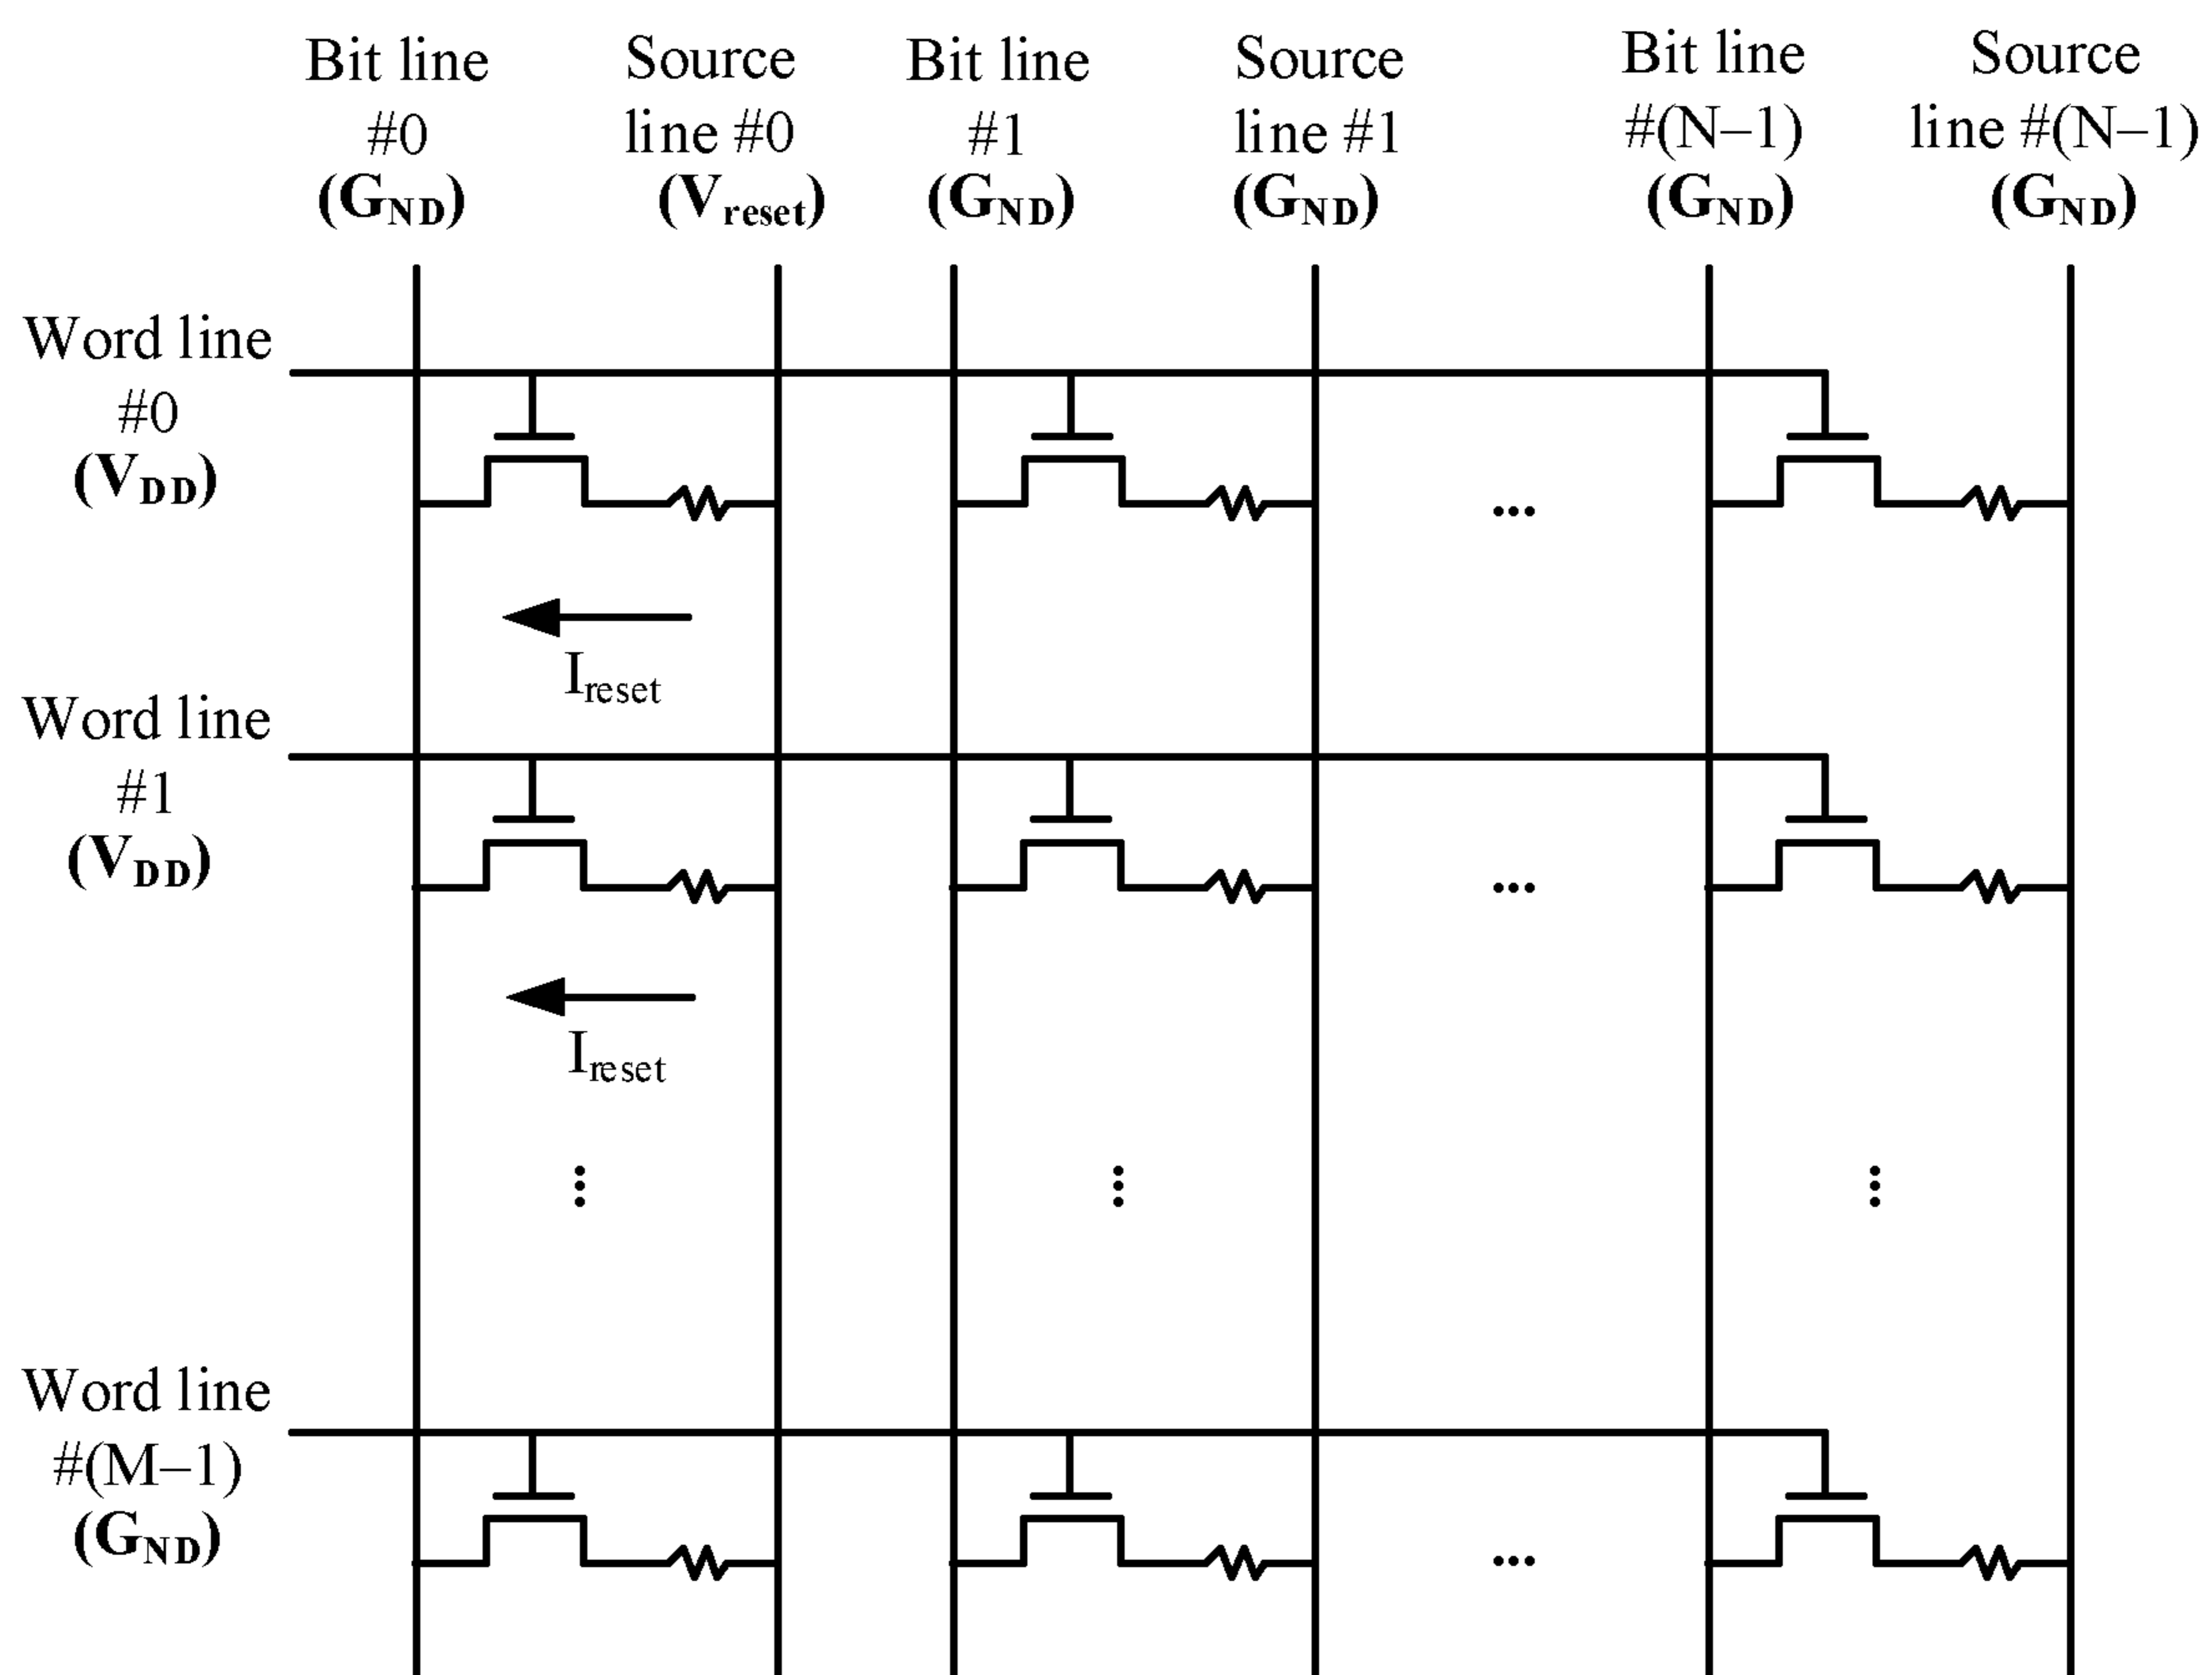 Bit line
#0
(GND)
Source
line #0
(Vreset)
Bit line
#1
(GND)
Source
line #1
(GND)
Bit line
#(N–1)
(GND)
Source
line #(N–1)
(GND)
Word line
#0
(VDD)
...
Ireset
Word line
#1
(VDD)
...
Ireset
Word line
#(M–1)
(GND)
...